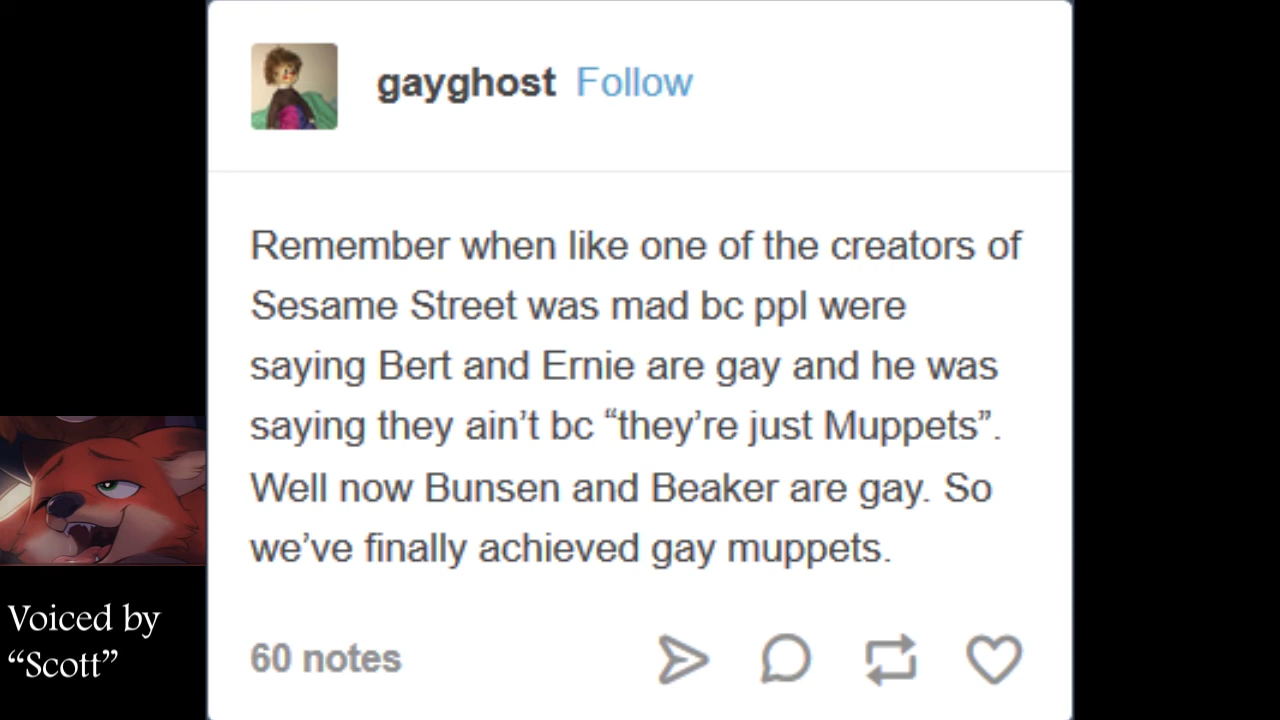 gayghost Follow
Remember when like one of the creators of
Sesame Street was mad bc ppl were
saying Bert and Ernie are gay and he was
saying they ain’t bc “they’re just Muppets”.
Well now Bunsen and Beaker are gay. So
we’ve finally achieved gay muppets.
60 notes
Voiced by
“Scott”